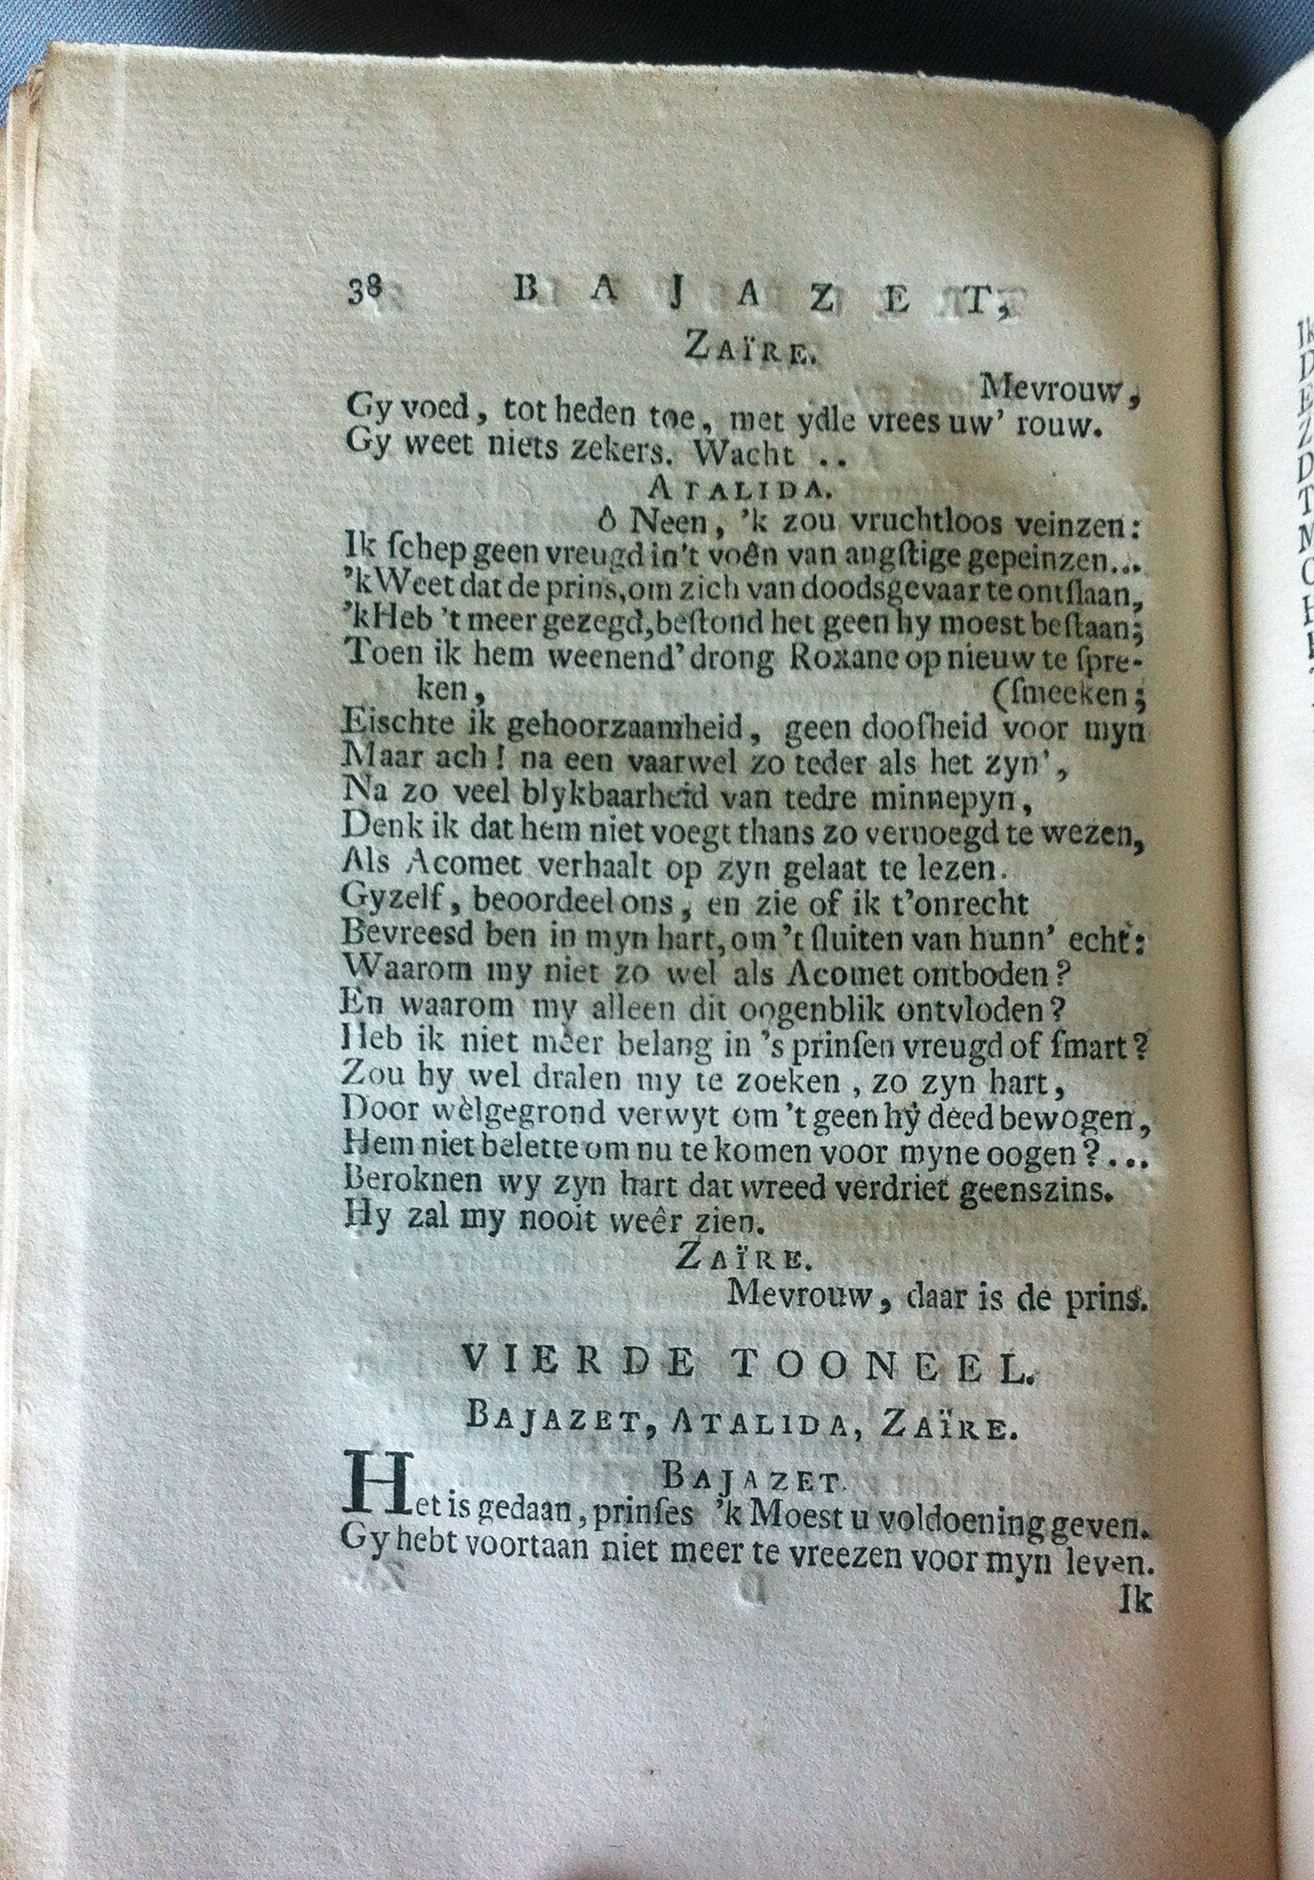 38 BAJAZET,
ZAÏRE.
Mevrouw,
Gy voed, tot heden toe, met ydle vrees uw' rouw.
Gy weet niets zekers. Wacht ..
ATALIDA.
ô Neen, 'k zou vruchtloos veinzen:
Ik ſchep geen vreugd in't voên van angſtige gepeinzen...
'k Weet dat de prins, om zich van doodsgevaar te ontſlaan,
'k Heb 't meer gezegd, beſtond het geen hy moest beſtaan;
Toen ik hem weenend' drong Roxane op nieuw te ſpre-
ken, (ſmeeken;
Eischte ik gehoorzaamheid, geen doofheid voor myn
Maar ach! na een vaarwel zo teder als het zyn',
Na zo veel blykbaarheid van tedre minnepyn,
Denk ik dat hem niet voegt thans zo vernoegd te wezen,
Als Acomet verhaalt op zyn gelaat te lezen.
Gyzelf, beoordeel ons, en zie of ik t'onrecht
Bevreesd ben in myn hart, om 't ſluiten van hunn' echt:
Waarom my niet zo wel als Acomet ontboden?
En waarom my alleen dit oogenblik ontvloden?
Heb ik niet mèer belang in 's prinſen vreugd of ſmart?
Zou hy wel dralen my te zoeken, zo zyn hart,
Door wèlgegrond verwyt om 't geen hy deed bewogen,
Hem niet belette om nu te komen voor myne oogen?...
Beroknen wy zyn hart dat wreed verdriet geenszins.
Hy zal my nooit weêr zien.
ZAÏRE.
Mevrouw, daar is de prins.
VIERDE TOONEEL.
BAJAZET, ATALIDA, ZAÏRE.
BAJAZET.
Het is gedaan, prinſes 'k Moest u voldoening geven.
Gy hebt voortaan niet meer te vreezen voor myn leven.
Ik